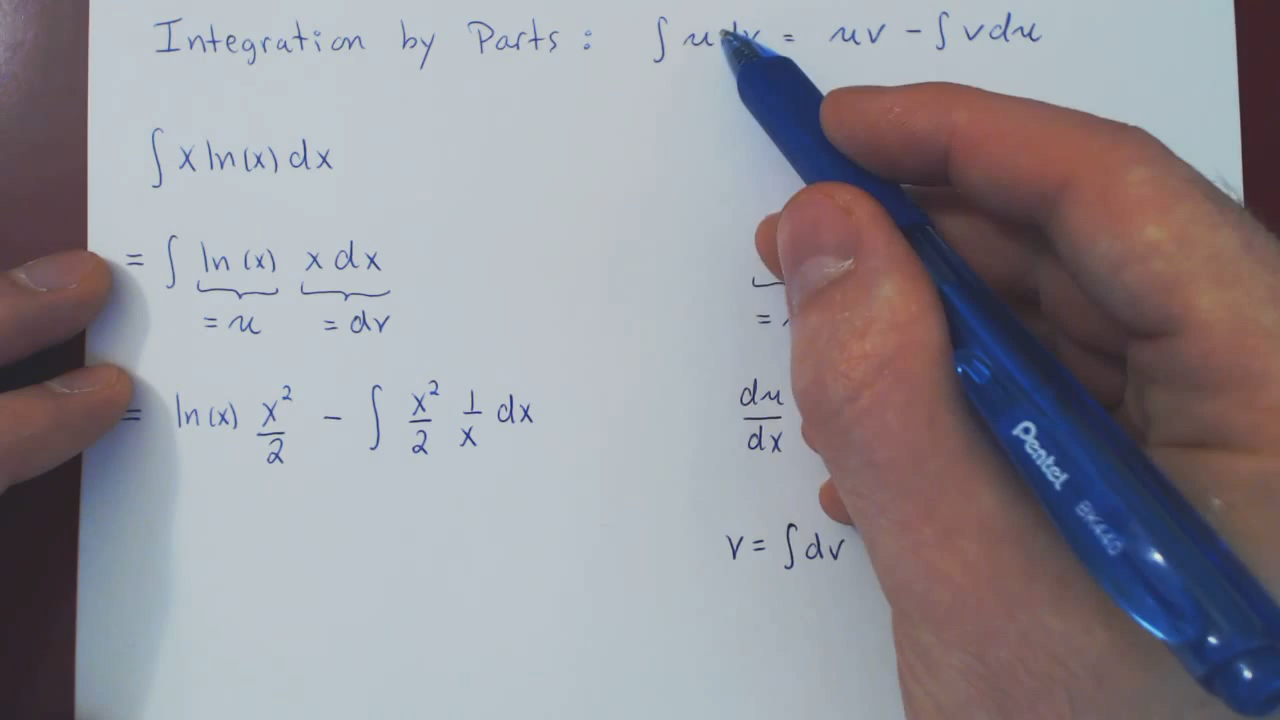 Integration by Parts : ∫ u dv = uv - ∫ v du
∫ x ln(x) dx
= ∫ ln(x) x dx
= u = dv
=
= ln(x) x²/2 - ∫ x²/2 1/x dx
du/dx
v = ∫ dv
Pentel BK440